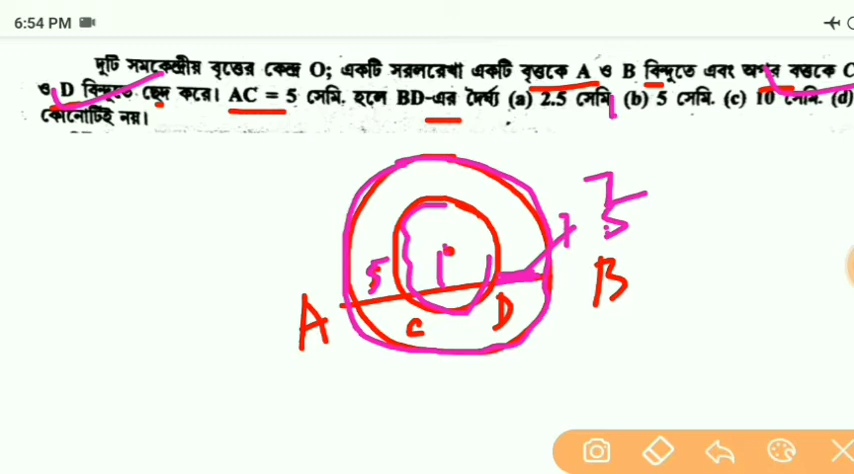 6:54 PM
দুটি সমকেন্দ্রীয় বৃত্তের কেন্দ্র O; একটি সরলরেখা একটি বৃত্তকে A ও B বিন্দুতে এবং অপর বৃত্তকে C
ও D বিন্দুতে ছেদ করে। AC = 5 সেমি. হলে BD-এর দৈর্ঘ্য (a) 2.5 সেমি. (b) 5 সেমি. (c) 10 সেমি. (d)
কোনোটিই নয়।
5
5
A
C
D
B